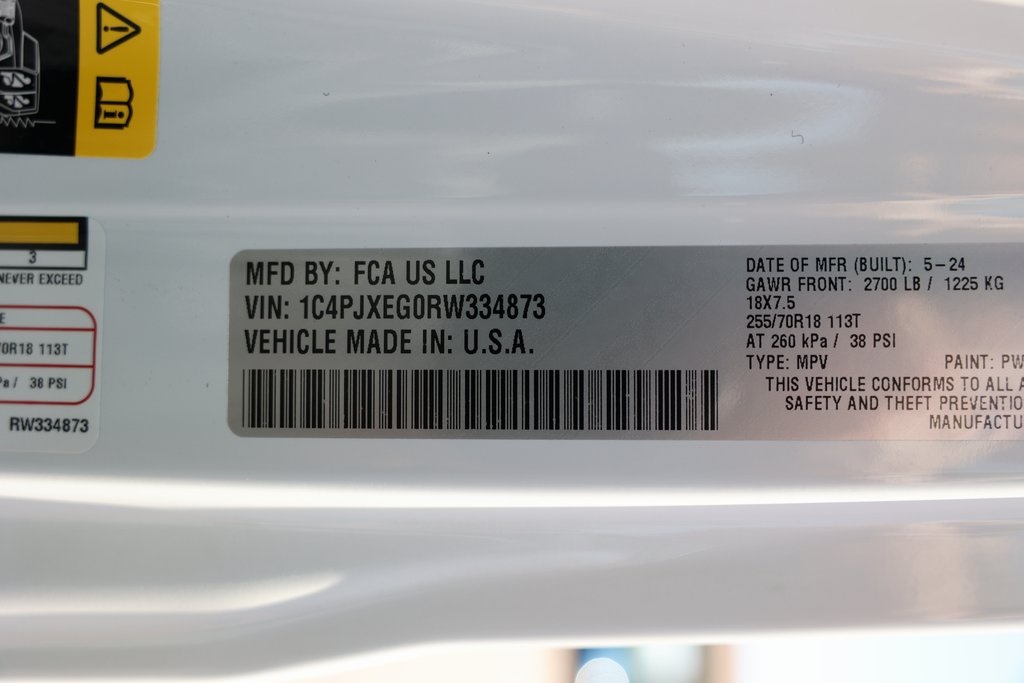 3
NEVER EXCEED
70R18 113T
38 PSI
RW334873
MFD BY: FCA US LLC
VIN: 1C4PJXEG0RW334873
VEHICLE MADE IN: U.S.A.
DATE OF MFR (BUILT): 5-24
GAWR FRONT: 2700 LB / 1225 KG
18X7.5
255/70R18 113T
AT 260 kPa / 38 PSI
TYPE: MPV PAINT: PW
THIS VEHICLE CONFORMS TO ALL A
SAFETY AND THEFT PREVENTIO
MANUFACTU